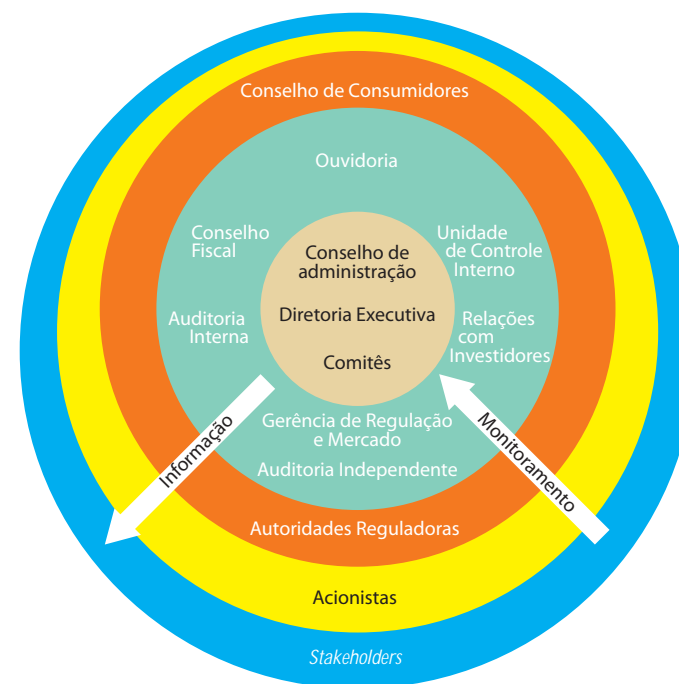 Conselho de Consumidores
Ouvidoria
Conselho
Fiscal
Unidade
de Controle
Interno
Conselho de
administração
Auditoria
Interna
Diretoria Executiva
Relações
com
Investidores
Comitês
Gerência de Regulação
e Mercado
Auditoria Independente
Informação
Monitoramento
Autoridades Reguladoras
Acionistas
Stakeholders